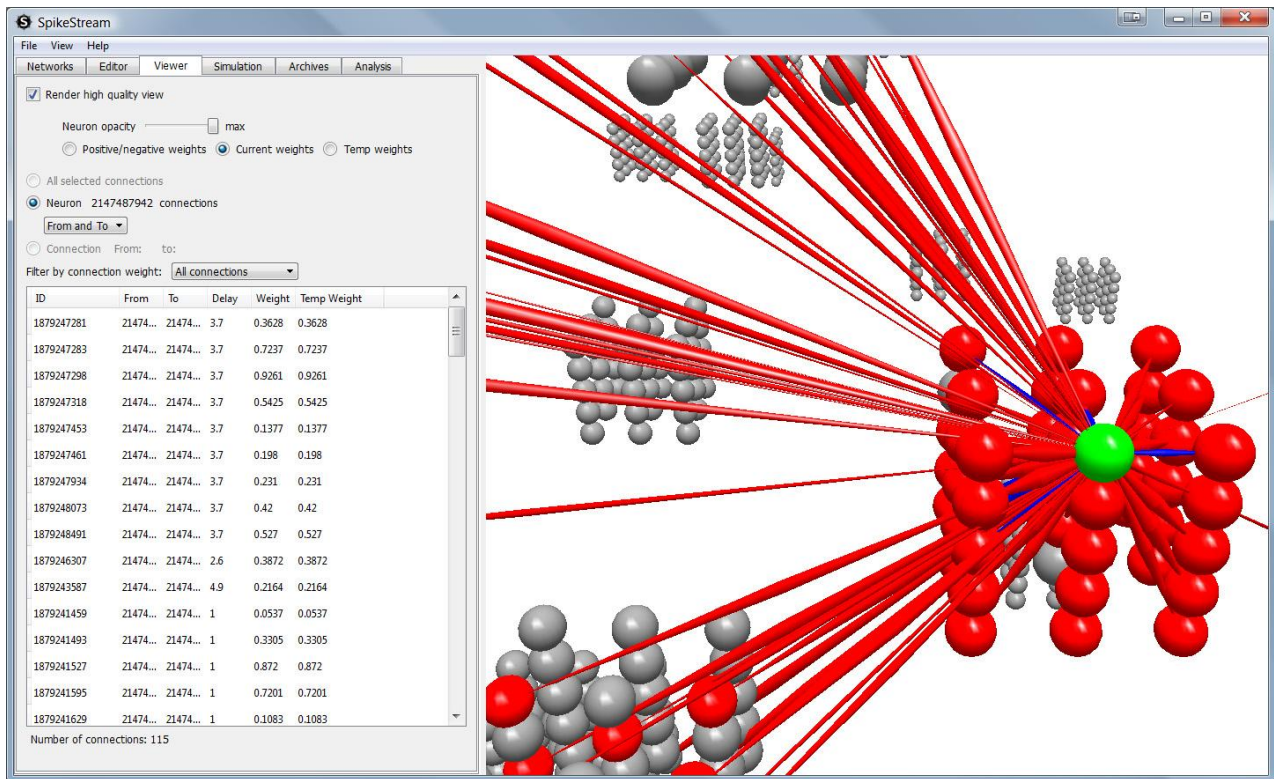 SpikeStream
File View Help
Networks Editor Viewer Simulation Archives Analysis
Render high quality view
Neuron opacity max
Positive/negative weights Current weights Temp weights
All selected connections
Neuron 2147487942 connections
From and To
Connection From: to:
Filter by connection weight: All connections
ID From To Delay Weight Temp Weight
1879247281 21474... 21474... 3.7 0.3628 0.3628
1879247283 21474... 21474... 3.7 0.7237 0.7237
1879247298 21474... 21474... 3.7 0.9261 0.9261
1879247318 21474... 21474... 3.7 0.5425 0.5425
1879247453 21474... 21474... 3.7 0.1377 0.1377
1879247461 21474... 21474... 3.7 0.198 0.198
1879247934 21474... 21474... 3.7 0.231 0.231
1879248073 21474... 21474... 3.7 0.42 0.42
1879248491 21474... 21474... 3.7 0.527 0.527
1879246307 21474... 21474... 2.6 0.3872 0.3872
1879243587 21474... 21474... 4.9 0.2164 0.2164
1879241459 21474... 21474... 1 0.0537 0.0537
1879241493 21474... 21474... 1 0.3305 0.3305
1879241527 21474... 21474... 1 0.872 0.872
1879241595 21474... 21474... 1 0.7201 0.7201
1879241629 21474... 21474... 1 0.1083 0.1083
Number of connections: 115